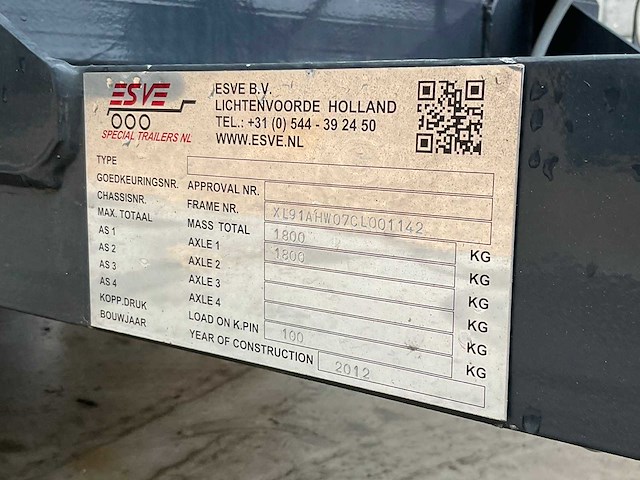 ESVE
SPECIAL TRAILERS NL
ESVE B.V.
LICHTENVOORDE HOLLAND
TEL.: +31 (0) 544 - 39 24 50
WWW.ESVE.NL
TYPE
GOEDKEURINGSNR. APPROVAL NR.
CHASSISNR. FRAME NR. XL91AHW07CL001142
MAX. TOTAAL MASS TOTAL 1800 KG
AS 1 AXLE 1 1800 KG
AS 2 AXLE 2 KG
AS 3 AXLE 3 KG
AS 4 AXLE 4 KG
KOPP.DRUK LOAD ON K.PIN 100 KG
BOUWJAAR YEAR OF CONSTRUCTION 2012